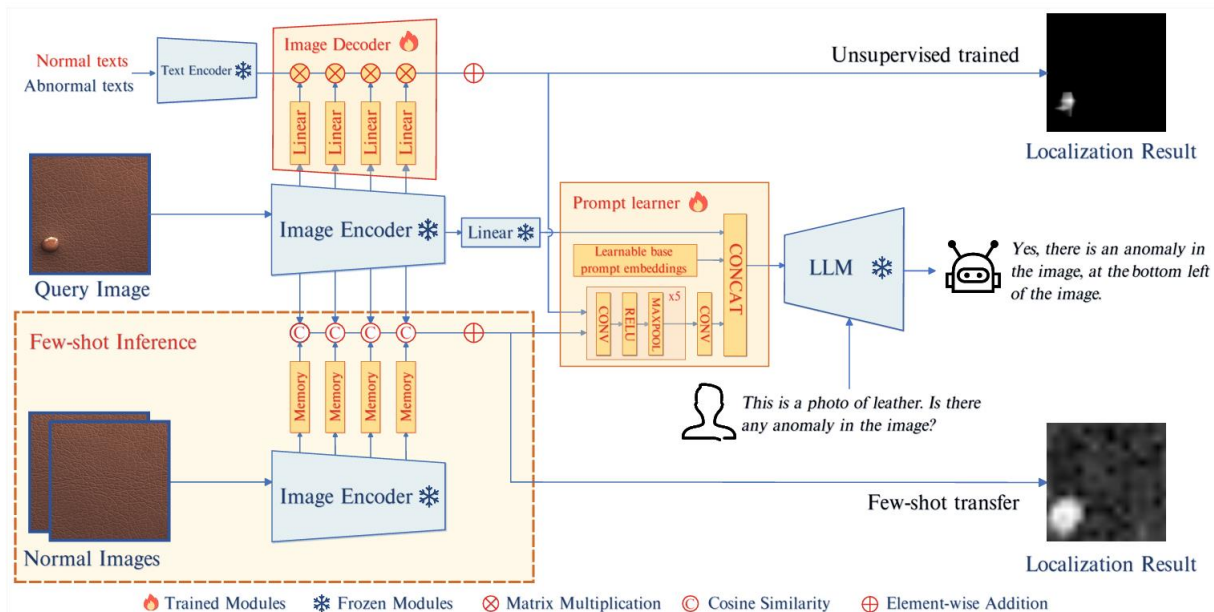 Normal texts
Abnormal texts
Text Encoder
Image Decoder
Linear
Linear
Linear
Linear
Unsupervised trained
Localization Result
Query Image
Image Encoder
Linear
Prompt learner
Learnable base
prompt embeddings
CONV
RELU
MAXPOOL
x5
CONV
CONCAT
LLM
Yes, there is an anomaly in
the image, at the bottom left
of the image.
This is a photo of leather. Is there
any anomaly in the image?
Few-shot Inference
C
C
C
C
Memory
Memory
Memory
Memory
Image Encoder
Normal Images
Few-shot transfer
Localization Result
Trained Modules
Frozen Modules
Matrix Multiplication
C Cosine Similarity
Element-wise Addition